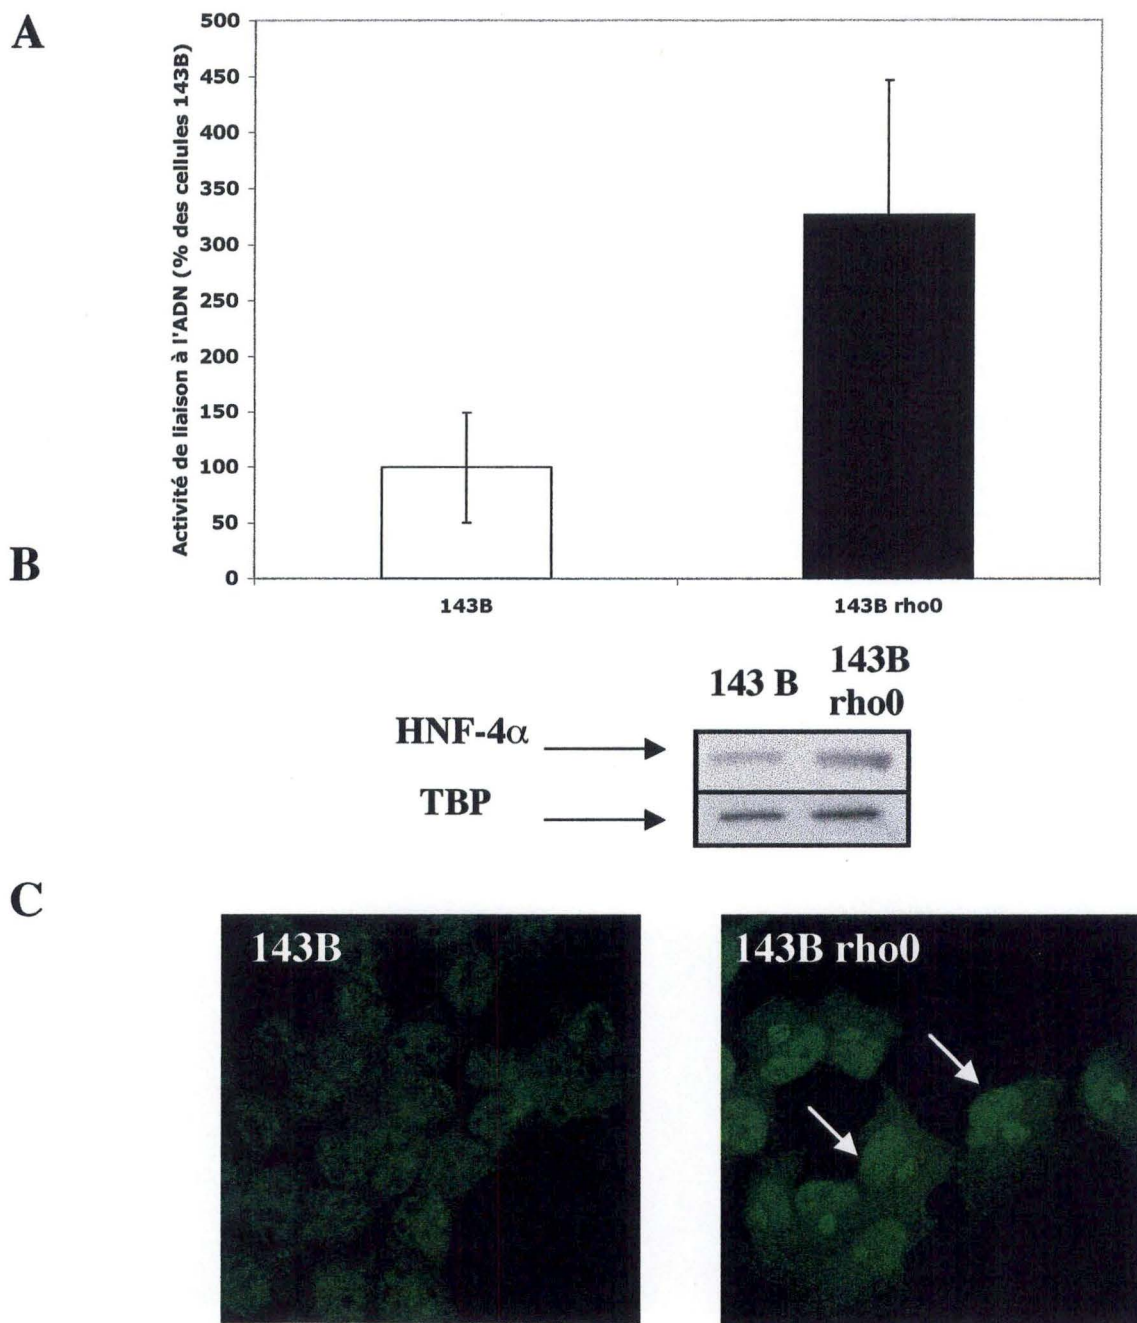 A
Activité de liaison à l'ADN (% des cellules 143B)
500
450
400
350
300
250
200
150
100
50
0
143B
143B rho0
B
143 B
143B
rho0
HNF-4α
TBP
C
143B
143B rho0